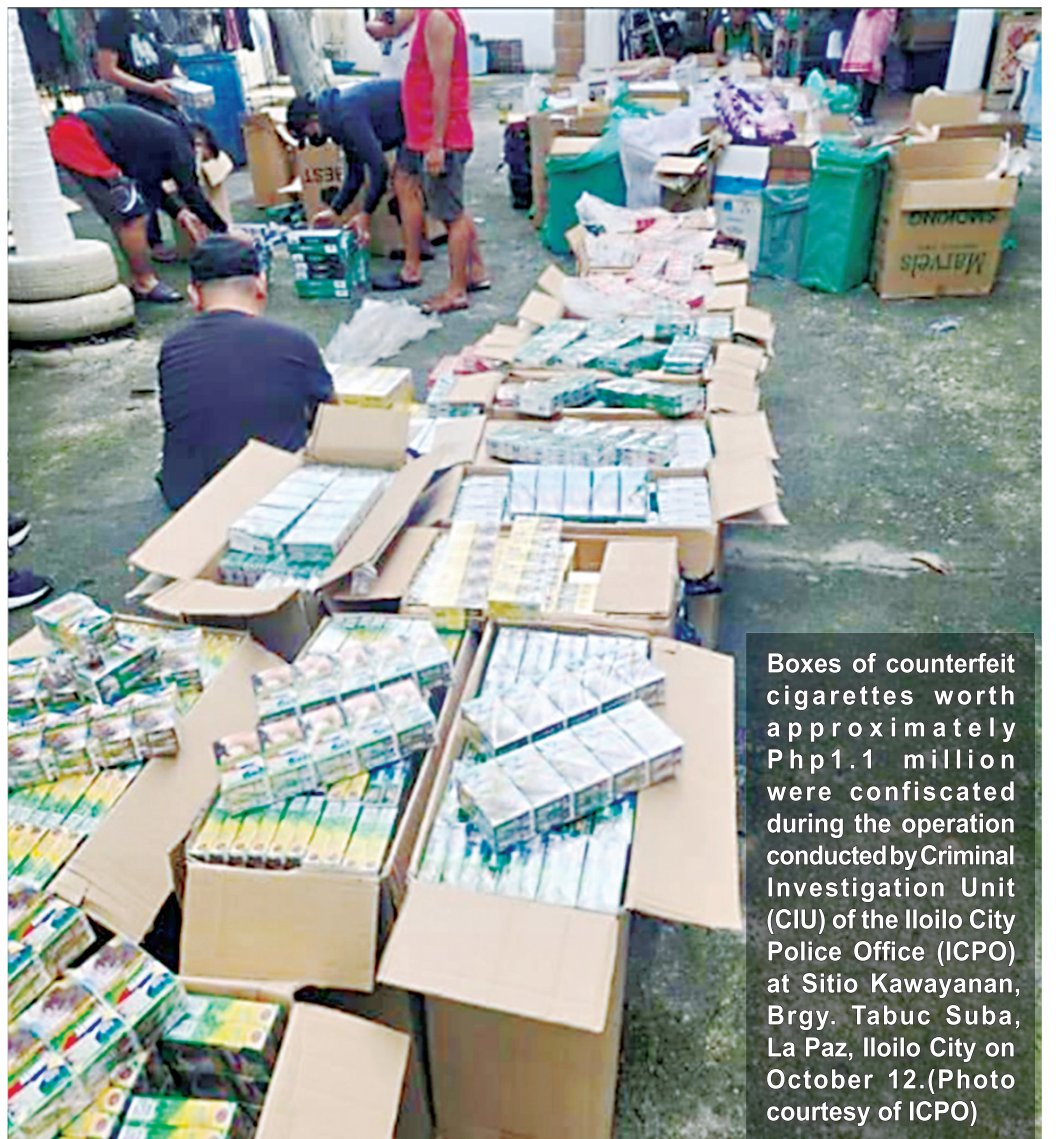 BEST
Marvels
SMOKING
Boxes of counterfeit
cigarettes worth
approximately
Php1.1 million
were confiscated
during the operation
conducted by Criminal
Investigation Unit
(CIU) of the Iloilo City
Police Office (ICPO)
at Sitio Kawayanan,
Brgy. Tabuc Suba,
La Paz, Iloilo City on
October 12.(Photo
courtesy of ICPO)